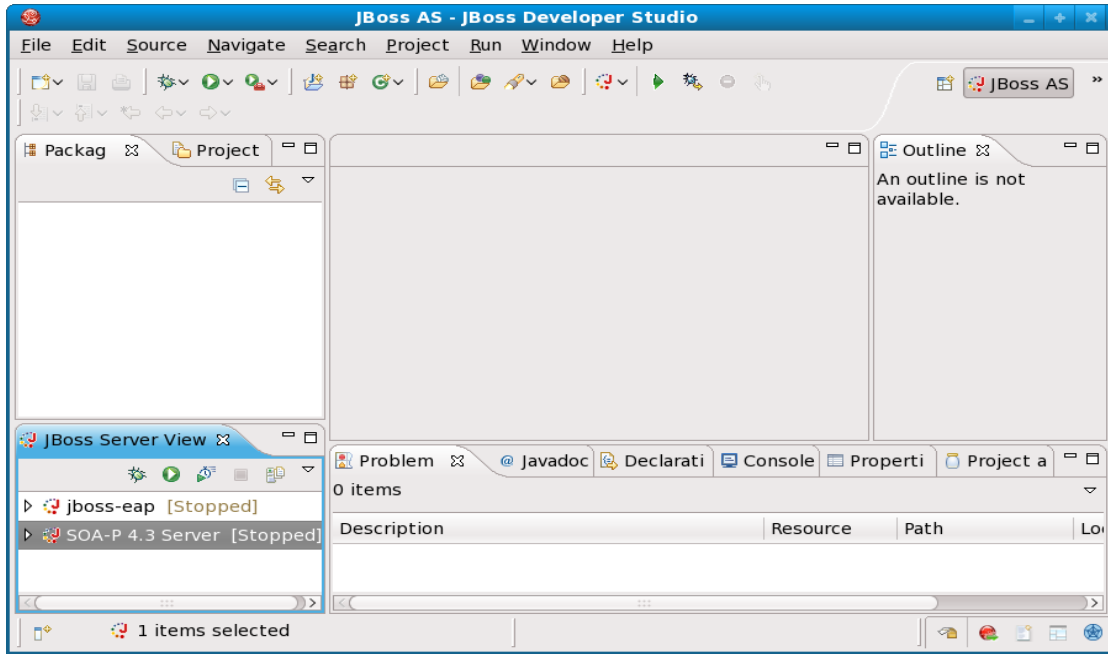 JBoss AS - JBoss Developer Studio
File Edit Source Navigate Search Project Run Window Help
JBoss AS »
Packag Project
Outline
An outline is not
available.
JBoss Server View
jboss-eap [Stopped]
SOA-P 4.3 Server [Stopped]
Problem @ Javadoc Declarati Console Properti Project a
0 items
Description Resource Path Lo
1 items selected